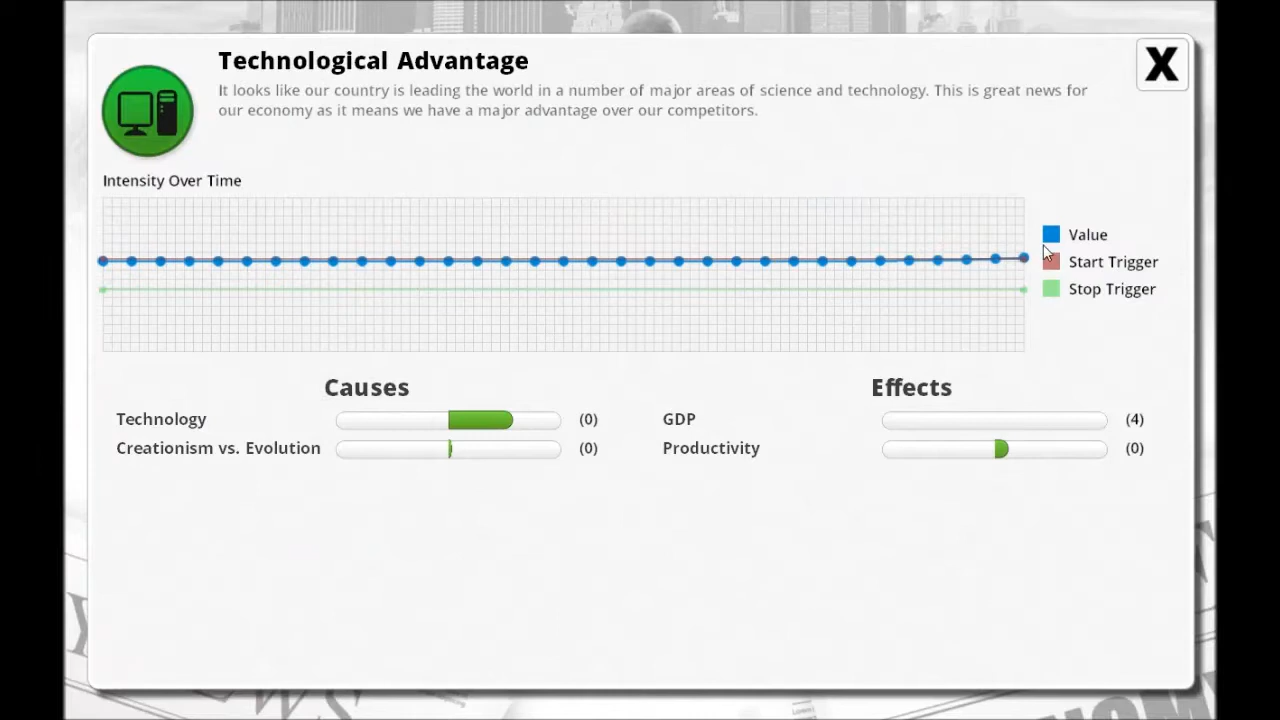 Technological Advantage
X
It looks like our country is leading the world in a number of major areas of science and technology. This is great news for
our economy as it means we have a major advantage over our competitors.
Intensity Over Time
Value
Start Trigger
Stop Trigger
Causes
Effects
Technology (0) GDP (4)
Creationism vs. Evolution (0) Productivity (0)